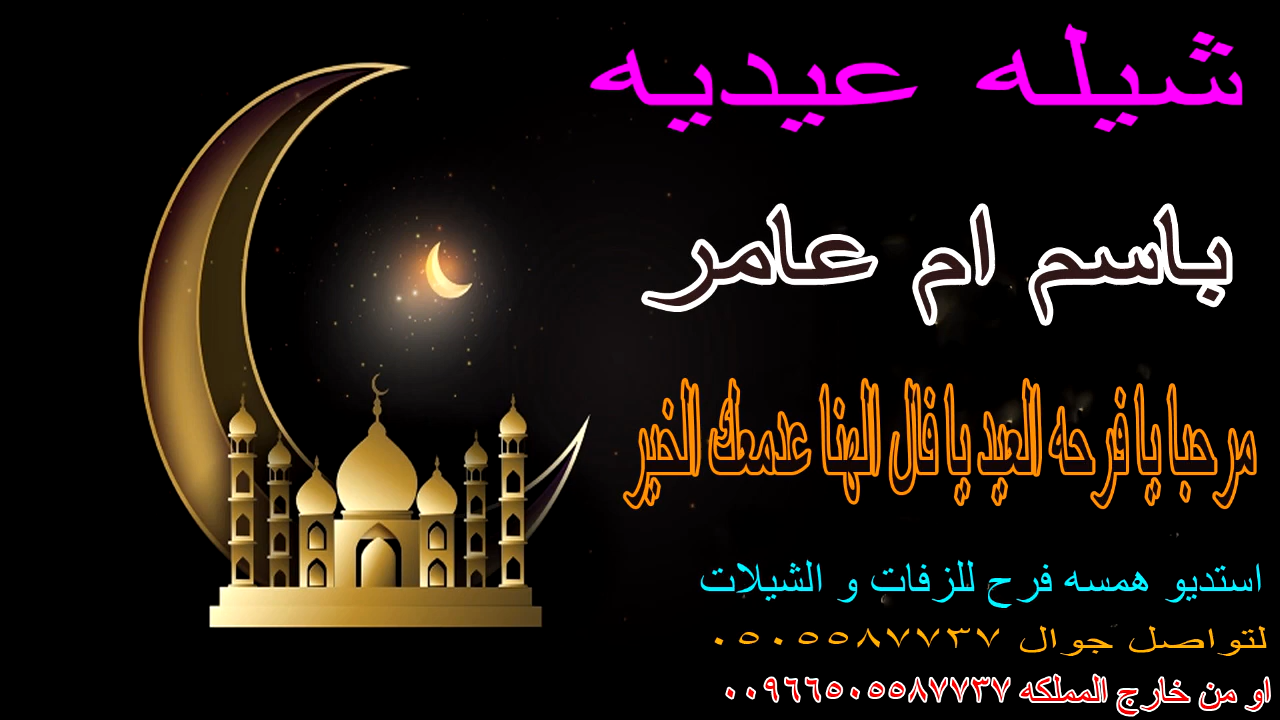 شيله عيديه
باسم ام عامر
مرحبا يا فرحه العيد يا فال الهنا عمعك الخير
استديو همسه فرح للزفات و الشيلات
لتواصل جوال ٠٥٠٥٥٨٧٧٣٧
او من خارج المملكه ٠٠٩٦٦٥٠٥٥٨٧٧٣٧